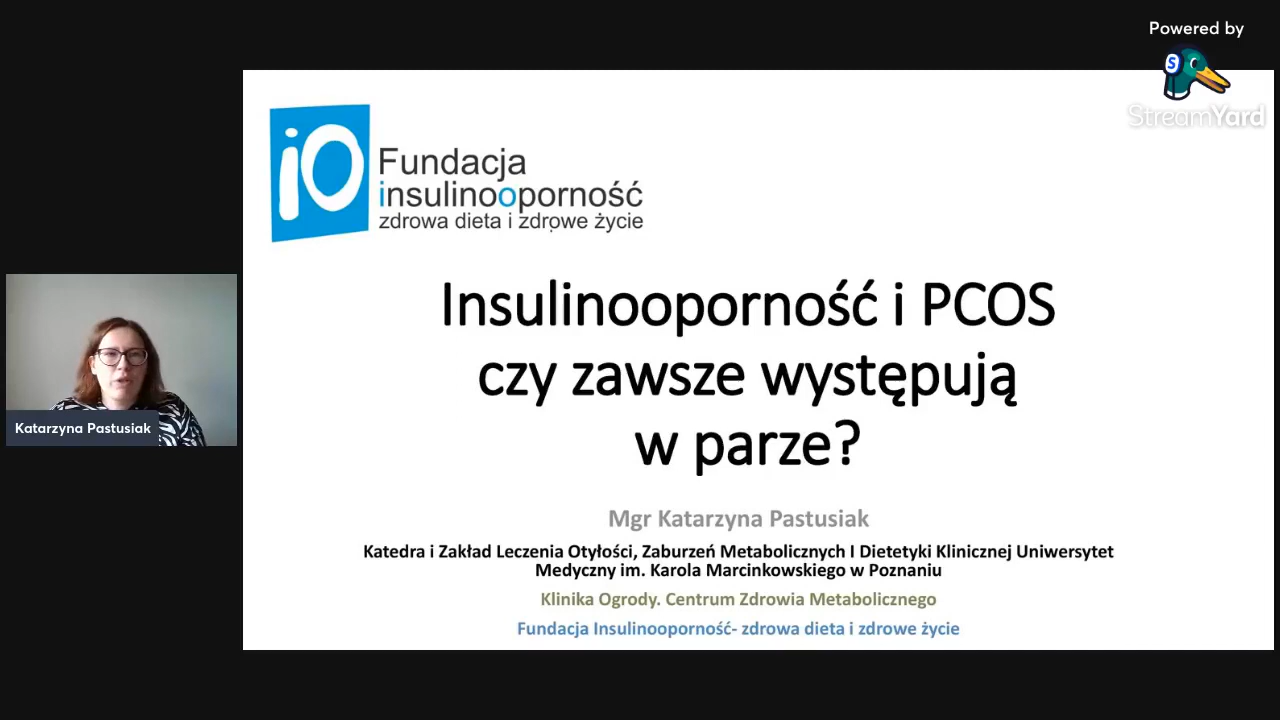 Powered by
StreamYard
iO
Fundacja
insulinooporność
zdrowa dieta i zdrowe życie
Insulinooporność i PCOS
czy zawsze występują
w parze?
Mgr Katarzyna Pastusiak
Katedra i Zakład Leczenia Otyłości, Zaburzeń Metabolicznych I Dietetyki Klinicznej Uniwersytet
Medyczny im. Karola Marcinkowskiego w Poznaniu
Klinika Ogrody. Centrum Zdrowia Metabolicznego
Fundacja Insulinooporność- zdrowa dieta i zdrowe życie
Katarzyna Pastusiak